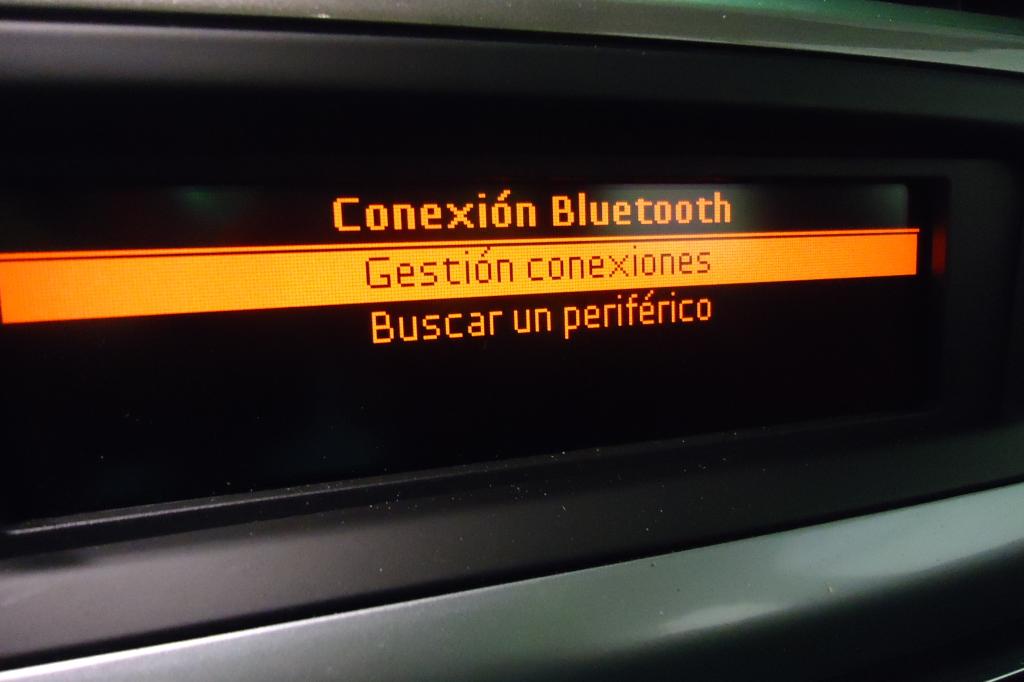 Conexión Bluetooth
Gestión conexiones
Buscar un periférico